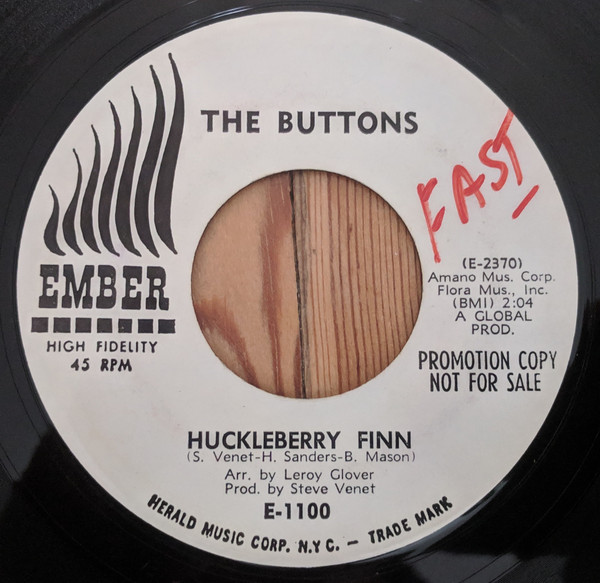 THE BUTTONS
FAST
EMBER
HIGH FIDELITY
45 RPM
(E-2370)
Amano Mus. Corp.
Flora Mus., Inc.
(BMI) 2:04
A GLOBAL
PROD.
PROMOTION COPY
NOT FOR SALE
HUCKLEBERRY FINN
(S. Venet-H. Sanders-B. Mason)
Arr. by Leroy Glover
Prod. by Steve Venet
E-1100
HERALD MUSIC CORP. N.Y.C. — TRADE MARK